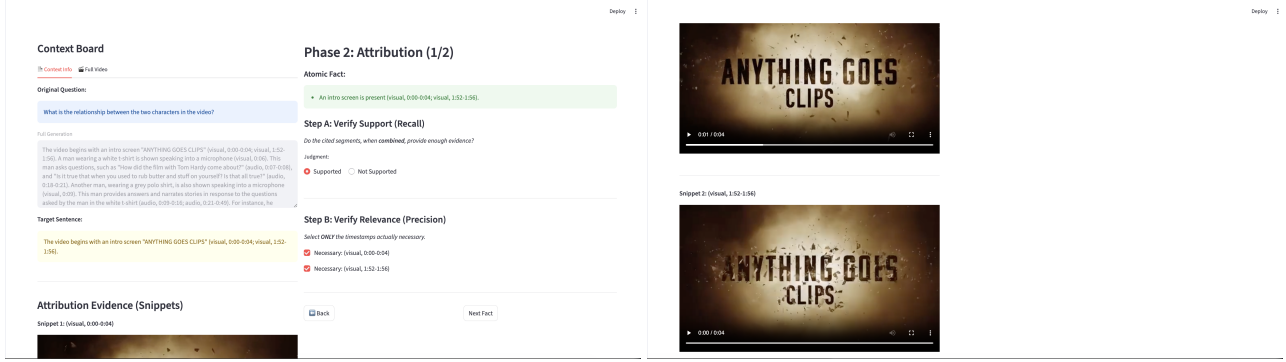 Deploy
Context Board
Context Info
Full Video
Original Question:
What is the relationship between the two characters in the video?
Full Generation
The video begins with an intro screen "ANYTHING GOES CLIPS" (visual, 0:00-0:04; visual, 1:52-
1:56). A man wearing a white t-shirt is shown speaking into a microphone (visual, 0:06). This
man asks questions, such as "How did the film with Tom Hardy come about?" (audio, 0:07-0:08),
and "Is it true that when you used to rub butter and stuff on yourself? Is that all true?" (audio,
0:18-0:21). Another man, wearing a grey polo shirt, is also shown speaking into a microphone
(visual, 0:09). This man provides answers and narrates stories in response to the questions
asked by the man in the white t-shirt (audio, 0:09-0:16; audio, 0:21-0:49). For instance, he
Target Sentence:
The video begins with an intro screen "ANYTHING GOES CLIPS" (visual, 0:00-0:04; visual, 1:52-
1:56).
Attribution Evidence (Snippets)
Snippet 1: (visual, 0:00-0:04)
Phase 2: Attribution (1/2)
Atomic Fact:
• An intro screen is present (visual, 0:00-0:04; visual, 1:52-1:56).
Step A: Verify Support (Recall)
Do the cited segments, when combined, provide enough evidence?
Judgment:
Supported
Not Supported
Step B: Verify Relevance (Precision)
Select ONLY the timestamps actually necessary.
Necessary: (visual, 0:00-0:04)
Necessary: (visual, 1:52-1:56)
Back
Next Fact
Deploy
ANYTHING GOES
CLIPS
0:01 / 0:04
Snippet 2: (visual, 1:52-1:56)
ANYTHING GOES
CLIPS
0:00 / 0:04